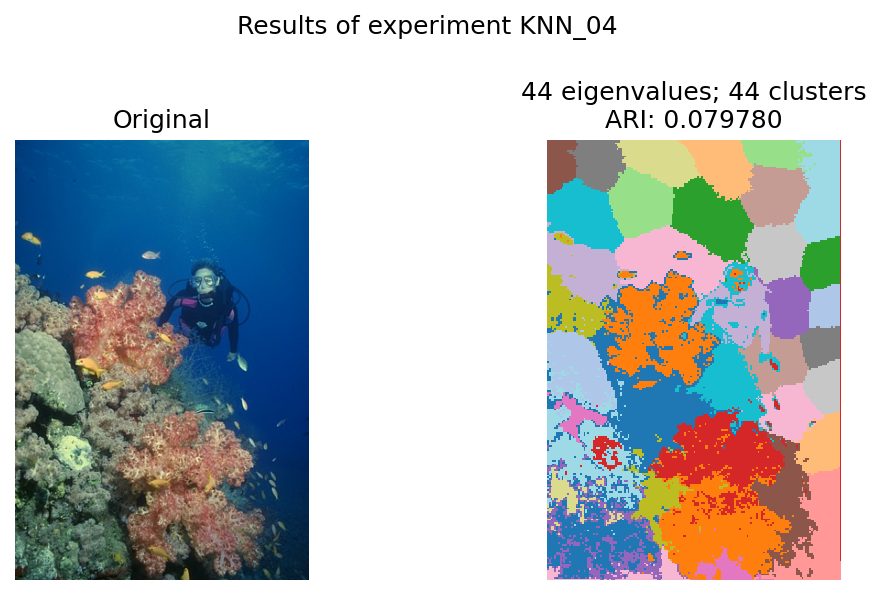 Results of experiment KNN_04
Original
44 eigenvalues; 44 clusters
ARI: 0.079780